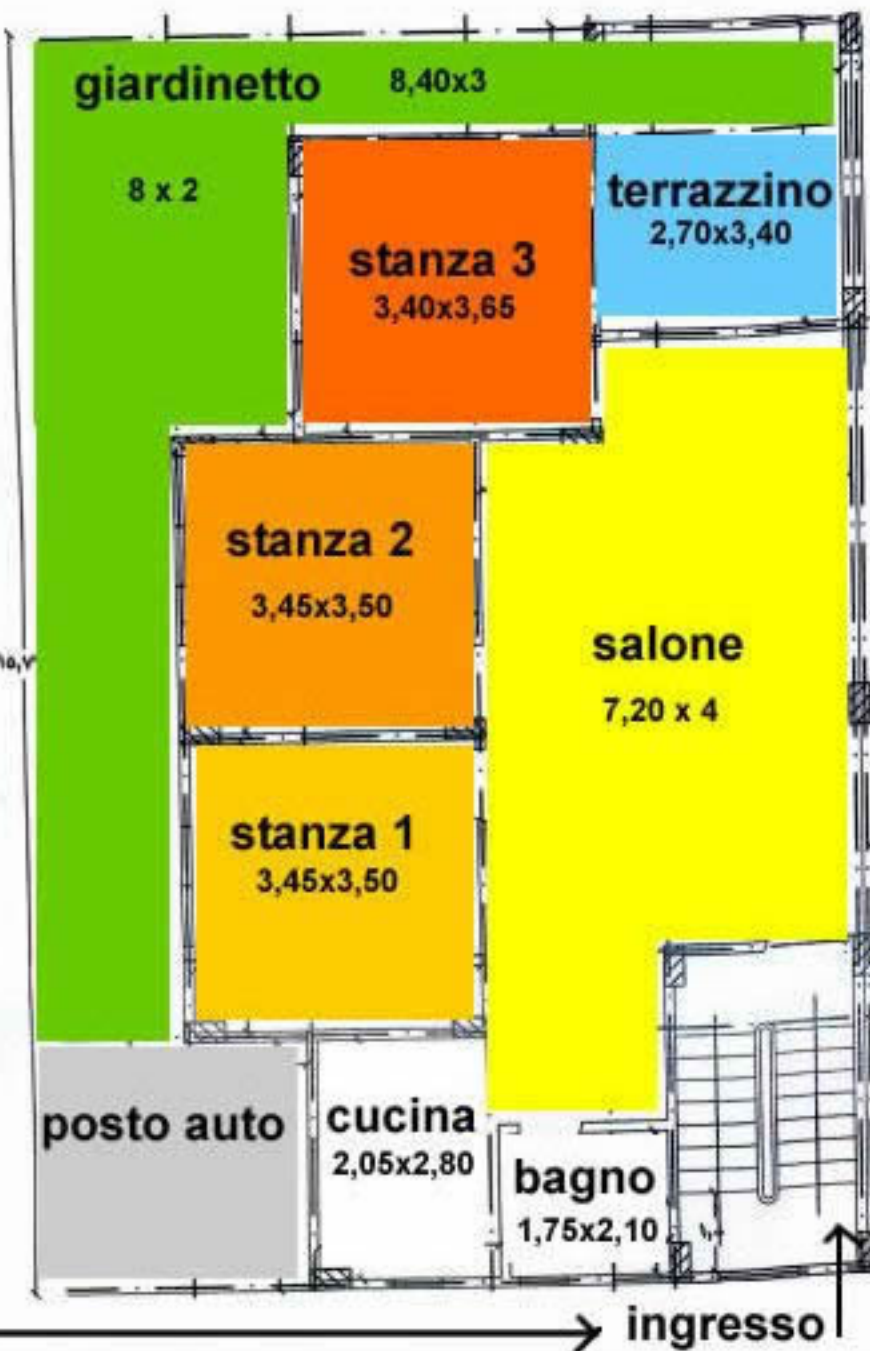 giardinetto 8,40x3
8 x 2
terrazzino
2,70x3,40
stanza 3
3,40x3,65
stanza 2
3,45x3,50
salone
7,20 x 4
stanza 1
3,45x3,50
posto auto
cucina
2,05x2,80
bagno
1,75x2,10
ingresso